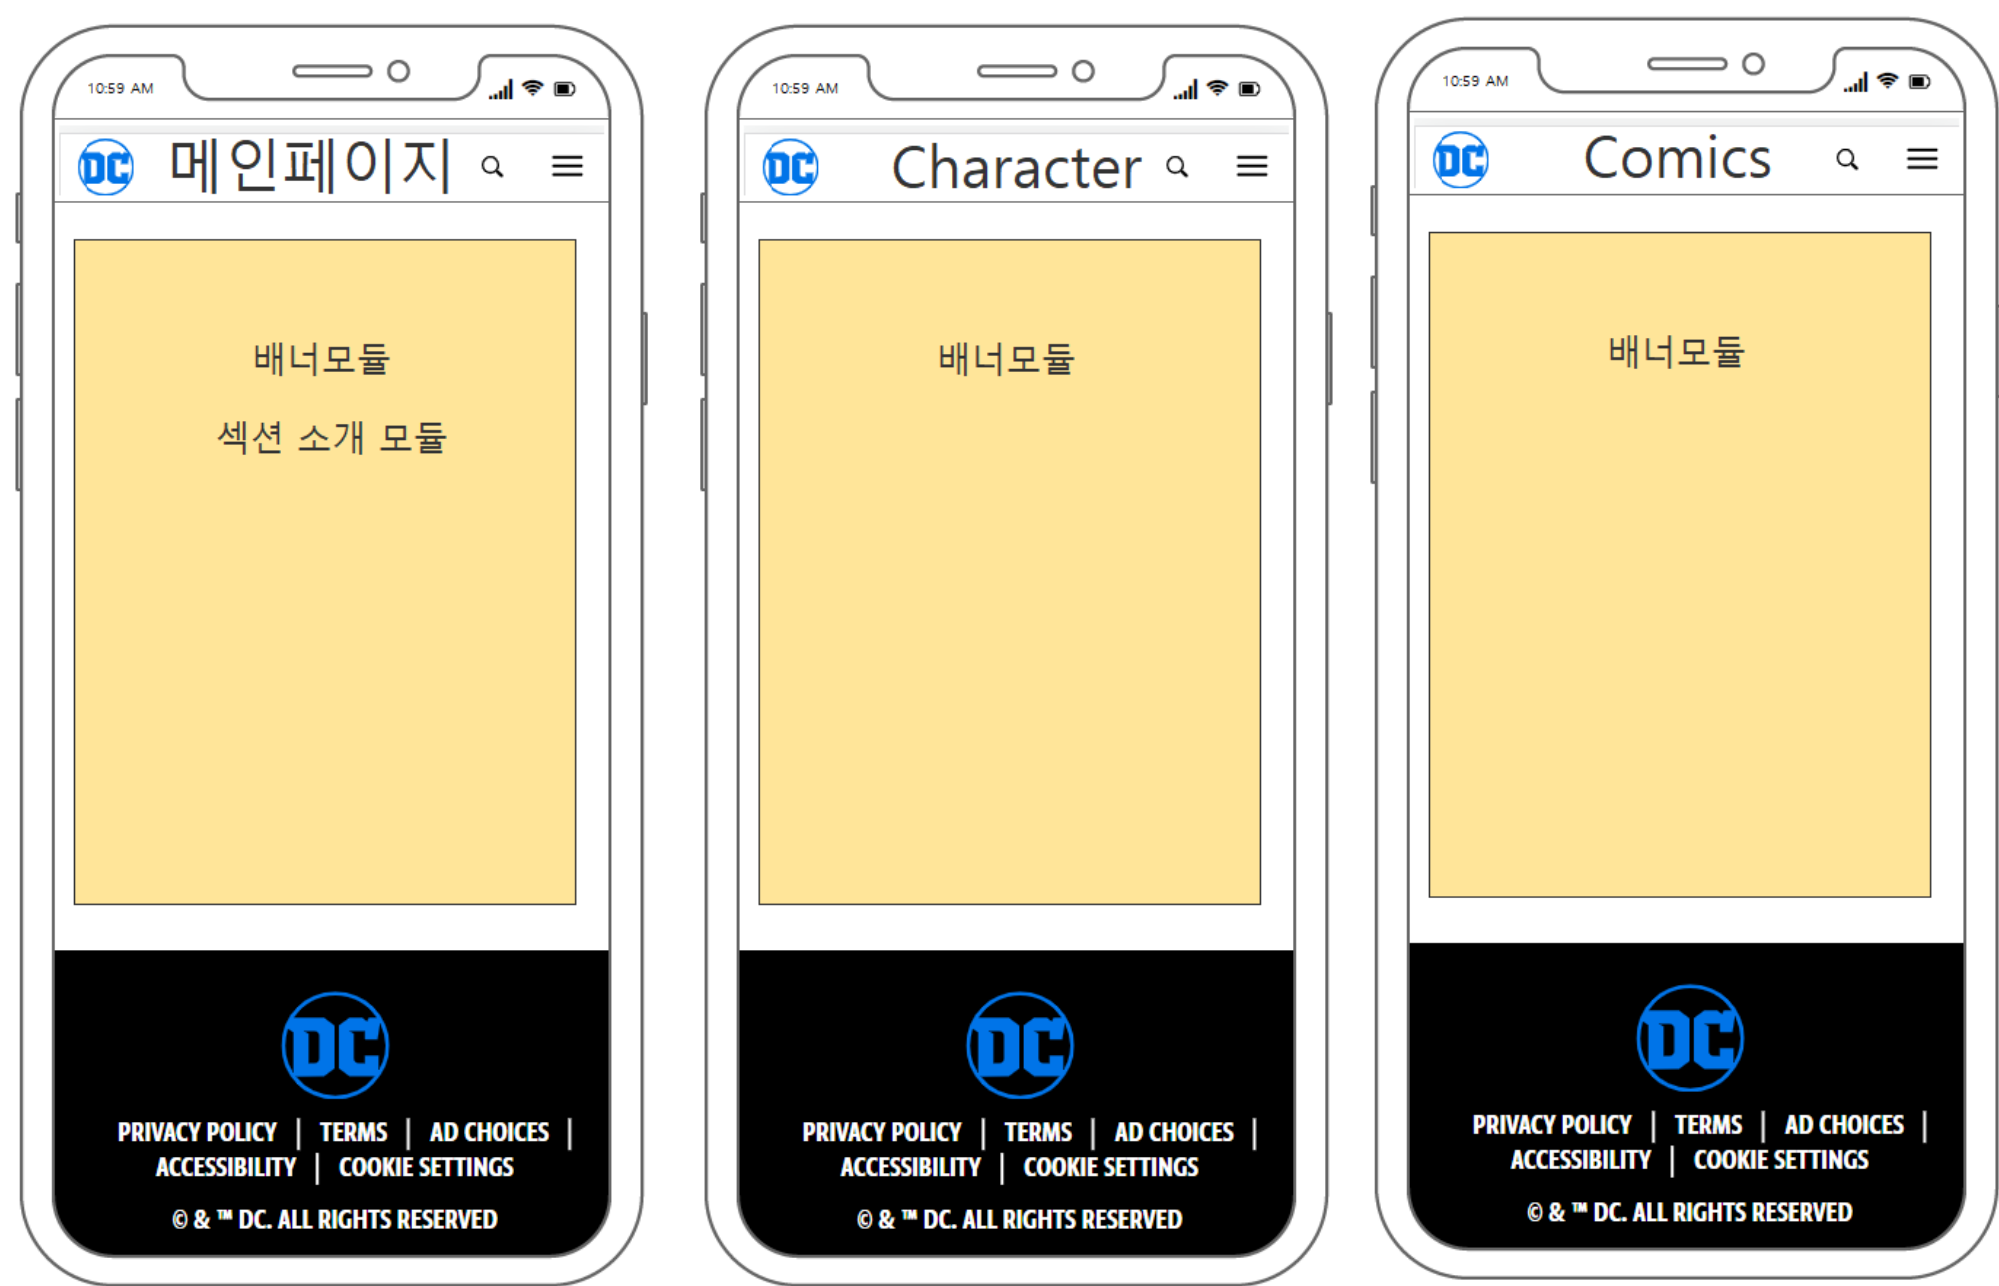 10:59 AM
DC 메인페이지
배너모듈
섹션 소개 모듈
DC
PRIVACY POLICY | TERMS | AD CHOICES |
ACCESSIBILITY | COOKIE SETTINGS
© & ™ DC. ALL RIGHTS RESERVED
10:59 AM
DC Character
배너모듈
DC
PRIVACY POLICY | TERMS | AD CHOICES |
ACCESSIBILITY | COOKIE SETTINGS
© & ™ DC. ALL RIGHTS RESERVED
10:59 AM
DC Comics
배너모듈
DC
PRIVACY POLICY | TERMS | AD CHOICES |
ACCESSIBILITY | COOKIE SETTINGS
© & ™ DC. ALL RIGHTS RESERVED